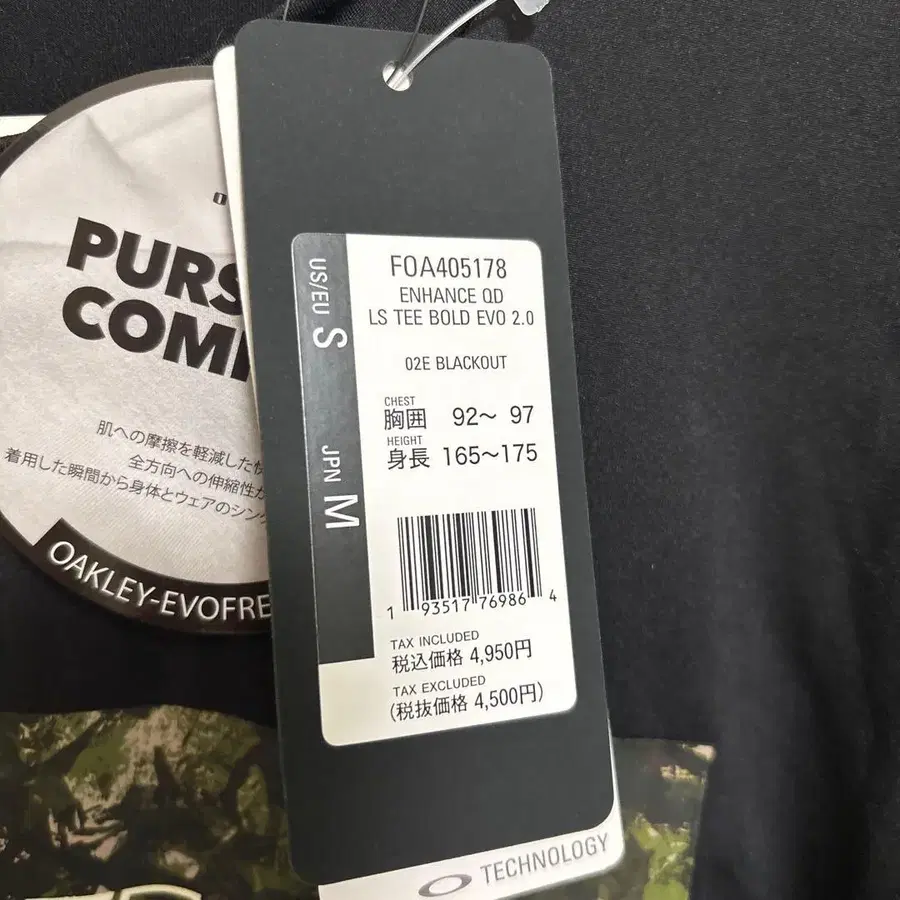 PURS
COM
肌への摩擦を軽減した
全方向への伸縮性
着用した瞬間から身体とウェアのシン
OAKLEY-EVOFRE
US/EU S
JPN M
FOA405178
ENHANCE QD
LS TEE BOLD EVO 2.0
02E BLACKOUT
CHEST
胸囲 92～ 97
HEIGHT
身長 165～175
1 93517 76986 4
TAX INCLUDED
税込価格 4,950円
TAX EXCLUDED
(税抜価格 4,500円)
TECHNOLOGY